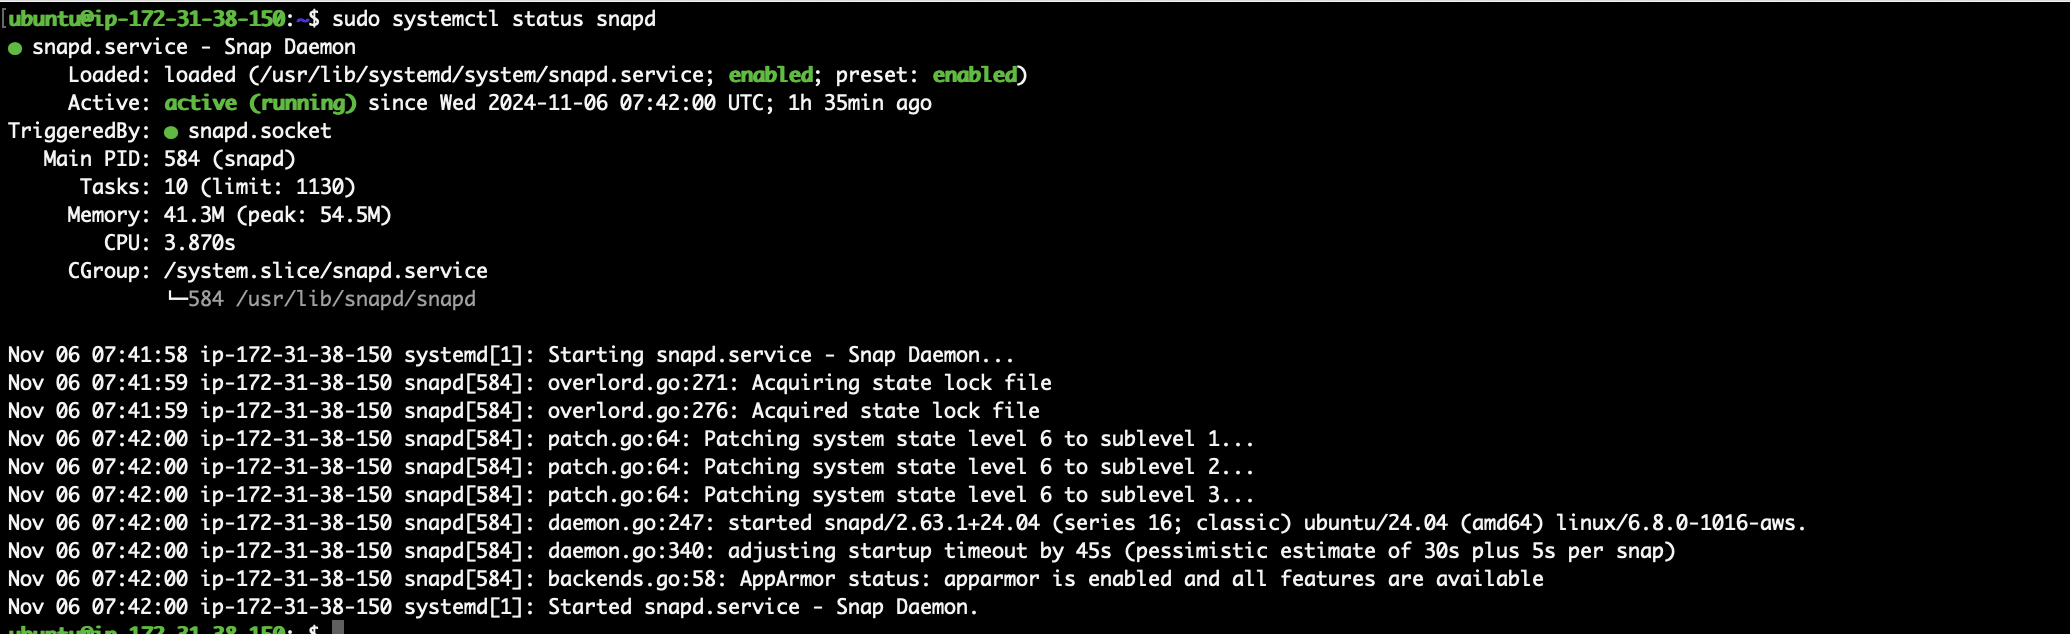 [ubuntu@ip-172-31-38-150:~$ sudo systemctl status snapd
● snapd.service - Snap Daemon
     Loaded: loaded (/usr/lib/systemd/system/snapd.service; enabled; preset: enabled)
     Active: active (running) since Wed 2024-11-06 07:42:00 UTC; 1h 35min ago
TriggeredBy: ● snapd.socket
   Main PID: 584 (snapd)
      Tasks: 10 (limit: 1130)
     Memory: 41.3M (peak: 54.5M)
        CPU: 3.870s
     CGroup: /system.slice/snapd.service
             └─584 /usr/lib/snapd/snapd

Nov 06 07:41:58 ip-172-31-38-150 systemd[1]: Starting snapd.service - Snap Daemon...
Nov 06 07:41:59 ip-172-31-38-150 snapd[584]: overlord.go:271: Acquiring state lock file
Nov 06 07:41:59 ip-172-31-38-150 snapd[584]: overlord.go:276: Acquired state lock file
Nov 06 07:42:00 ip-172-31-38-150 snapd[584]: patch.go:64: Patching system state level 6 to sublevel 1...
Nov 06 07:42:00 ip-172-31-38-150 snapd[584]: patch.go:64: Patching system state level 6 to sublevel 2...
Nov 06 07:42:00 ip-172-31-38-150 snapd[584]: patch.go:64: Patching system state level 6 to sublevel 3...
Nov 06 07:42:00 ip-172-31-38-150 snapd[584]: daemon.go:247: started snapd/2.63.1+24.04 (series 16; classic) ubuntu/24.04 (amd64) linux/6.8.0-1016-aws.
Nov 06 07:42:00 ip-172-31-38-150 snapd[584]: daemon.go:340: adjusting startup timeout by 45s (pessimistic estimate of 30s plus 5s per snap)
Nov 06 07:42:00 ip-172-31-38-150 snapd[584]: backends.go:58: AppArmor status: apparmor is enabled and all features are available
Nov 06 07:42:00 ip-172-31-38-150 systemd[1]: Started snapd.service - Snap Daemon.
ubuntu@ip-172-31-38-150:~$